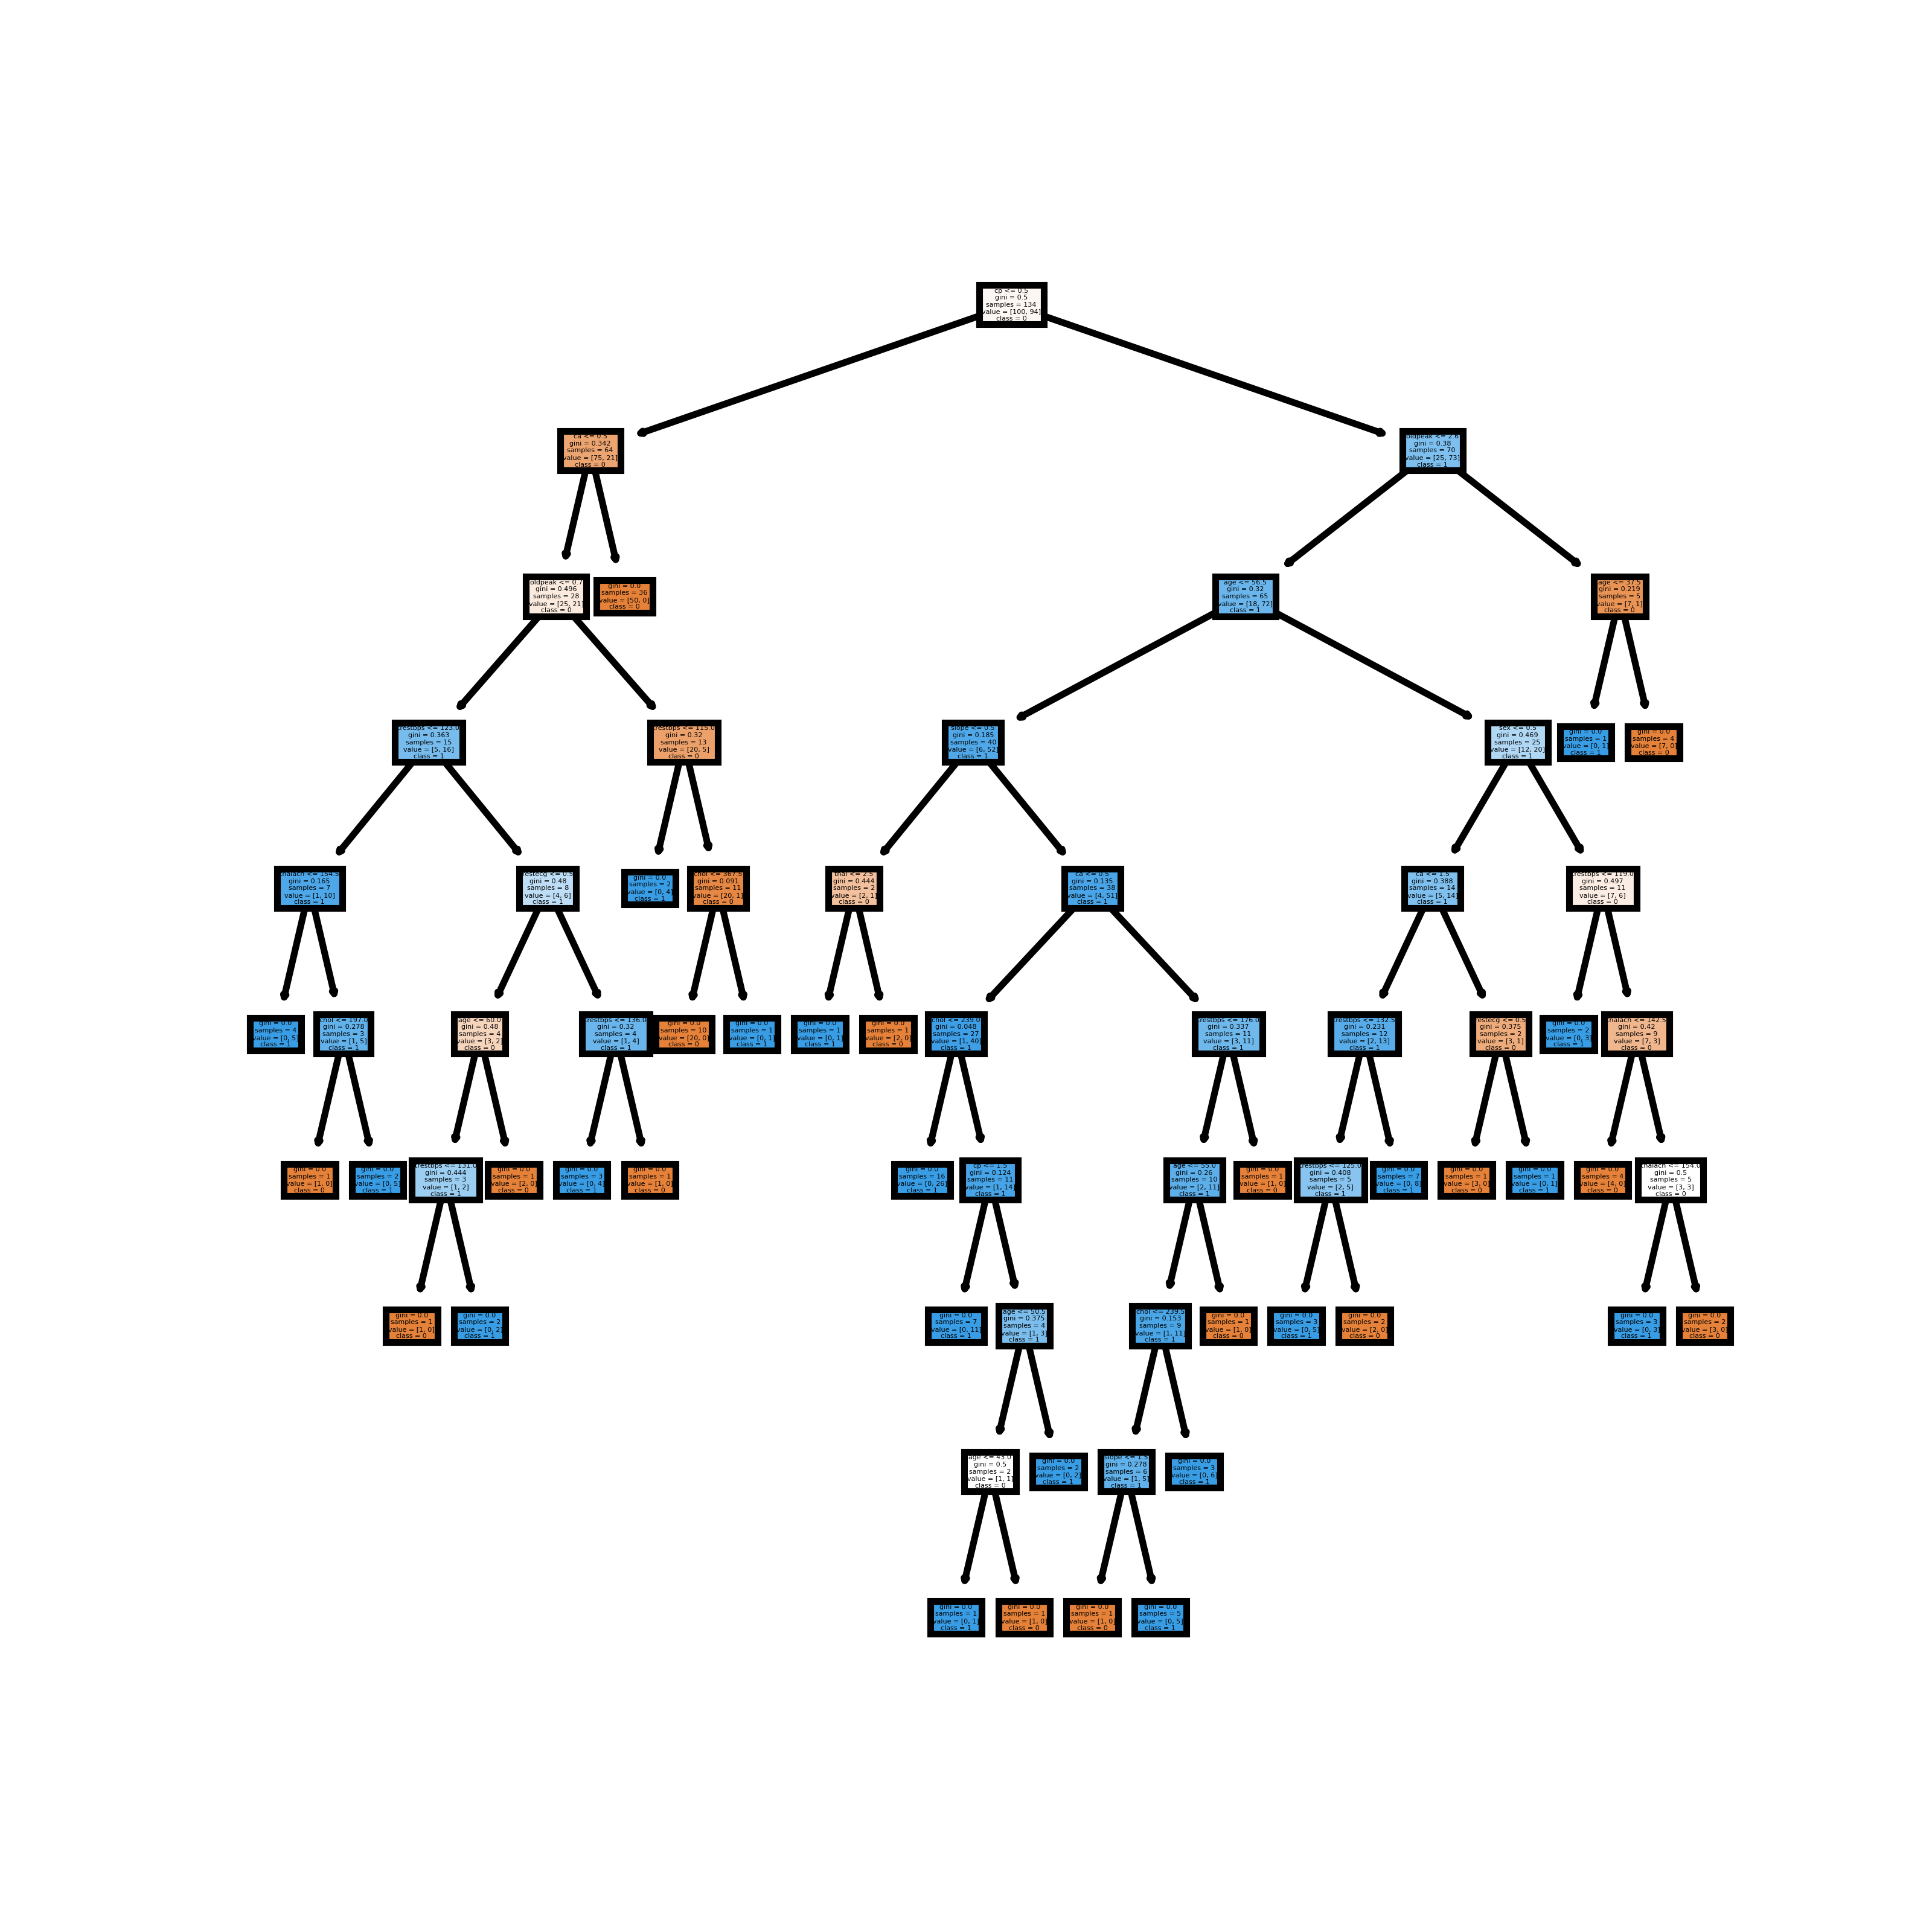 cp <= 0.5
gini = 0.5
samples = 134
value = [100, 94]
class = 0
ca <= 0.5
gini = 0.342
samples = 64
value = [75, 21]
class = 0
oldpeak <= 2.6
gini = 0.38
samples = 70
value = [25, 73]
class = 1
oldpeak <= 0.7
gini = 0.496
samples = 28
value = [25, 21]
class = 0
gini = 0.0
samples = 36
value = [50, 0]
class = 0
age <= 56.5
gini = 0.32
samples = 65
value = [18, 72]
class = 1
age <= 37.5
gini = 0.219
samples = 5
value = [7, 1]
class = 0
trestbps <= 125.0
gini = 0.363
samples = 15
value = [5, 16]
class = 1
trestbps <= 115.0
gini = 0.32
samples = 13
value = [20, 5]
class = 0
slope <= 0.5
gini = 0.185
samples = 40
value = [6, 52]
class = 1
sex <= 0.5
gini = 0.469
samples = 25
value = [12, 20]
class = 1
gini = 0.0
samples = 1
value = [0, 1]
class = 1
gini = 0.0
samples = 4
value = [7, 0]
class = 0
thalach <= 154.5
gini = 0.165
samples = 7
value = [1, 10]
class = 1
restecg <= 0.5
gini = 0.48
samples = 8
value = [4, 6]
class = 1
gini = 0.0
samples = 2
value = [0, 4]
class = 1
chol <= 367.5
gini = 0.091
samples = 11
value = [20, 1]
class = 0
thal <= 2.5
gini = 0.444
samples = 2
value = [2, 1]
class = 0
ca <= 0.5
gini = 0.135
samples = 38
value = [4, 51]
class = 1
ca <= 1.5
gini = 0.388
samples = 14
value = [5, 14]
class = 1
trestbps <= 119.0
gini = 0.497
samples = 11
value = [7, 6]
class = 0
gini = 0.0
samples = 4
value = [0, 5]
class = 1
chol <= 197.0
gini = 0.278
samples = 3
value = [1, 5]
class = 1
age <= 60.0
gini = 0.48
samples = 4
value = [3, 2]
class = 0
trestbps <= 136.0
gini = 0.32
samples = 4
value = [1, 4]
class = 1
gini = 0.0
samples = 10
value = [20, 0]
class = 0
gini = 0.0
samples = 1
value = [0, 1]
class = 1
gini = 0.0
samples = 1
value = [0, 1]
class = 1
gini = 0.0
samples = 1
value = [2, 0]
class = 0
chol <= 239.0
gini = 0.048
samples = 27
value = [1, 40]
class = 1
trestbps <= 176.0
gini = 0.337
samples = 11
value = [3, 11]
class = 1
trestbps <= 132.5
gini = 0.231
samples = 12
value = [2, 13]
class = 1
restecg <= 0.5
gini = 0.375
samples = 2
value = [3, 1]
class = 0
gini = 0.0
samples = 2
value = [0, 3]
class = 1
thalach <= 142.5
gini = 0.42
samples = 9
value = [7, 3]
class = 0
gini = 0.0
samples = 1
value = [1, 0]
class = 0
gini = 0.0
samples = 2
value = [0, 5]
class = 1
trestbps <= 131.0
gini = 0.444
samples = 3
value = [1, 2]
class = 1
gini = 0.0
samples = 1
value = [2, 0]
class = 0
gini = 0.0
samples = 3
value = [0, 4]
class = 1
gini = 0.0
samples = 1
value = [1, 0]
class = 0
gini = 0.0
samples = 16
value = [0, 26]
class = 1
cp <= 1.5
gini = 0.124
samples = 11
value = [1, 14]
class = 1
age <= 55.0
gini = 0.26
samples = 10
value = [2, 11]
class = 1
gini = 0.0
samples = 1
value = [1, 0]
class = 0
trestbps <= 125.0
gini = 0.408
samples = 5
value = [2, 5]
class = 1
gini = 0.0
samples = 7
value = [0, 8]
class = 1
gini = 0.0
samples = 1
value = [3, 0]
class = 0
gini = 0.0
samples = 1
value = [0, 1]
class = 1
gini = 0.0
samples = 4
value = [4, 0]
class = 0
thalach <= 154.0
gini = 0.5
samples = 5
value = [3, 3]
class = 0
gini = 0.0
samples = 1
value = [1, 0]
class = 0
gini = 0.0
samples = 2
value = [0, 2]
class = 1
gini = 0.0
samples = 7
value = [0, 11]
class = 1
age <= 50.5
gini = 0.375
samples = 4
value = [1, 3]
class = 1
chol <= 239.5
gini = 0.153
samples = 9
value = [1, 11]
class = 1
gini = 0.0
samples = 1
value = [1, 0]
class = 0
gini = 0.0
samples = 3
value = [0, 5]
class = 1
gini = 0.0
samples = 2
value = [2, 0]
class = 0
gini = 0.0
samples = 3
value = [0, 3]
class = 1
gini = 0.0
samples = 2
value = [3, 0]
class = 0
age <= 43.0
gini = 0.5
samples = 2
value = [1, 1]
class = 0
gini = 0.0
samples = 2
value = [0, 2]
class = 1
slope <= 1.5
gini = 0.278
samples = 6
value = [1, 5]
class = 1
gini = 0.0
samples = 3
value = [0, 6]
class = 1
gini = 0.0
samples = 1
value = [0, 1]
class = 1
gini = 0.0
samples = 1
value = [1, 0]
class = 0
gini = 0.0
samples = 1
value = [1, 0]
class = 0
gini = 0.0
samples = 5
value = [0, 5]
class = 1